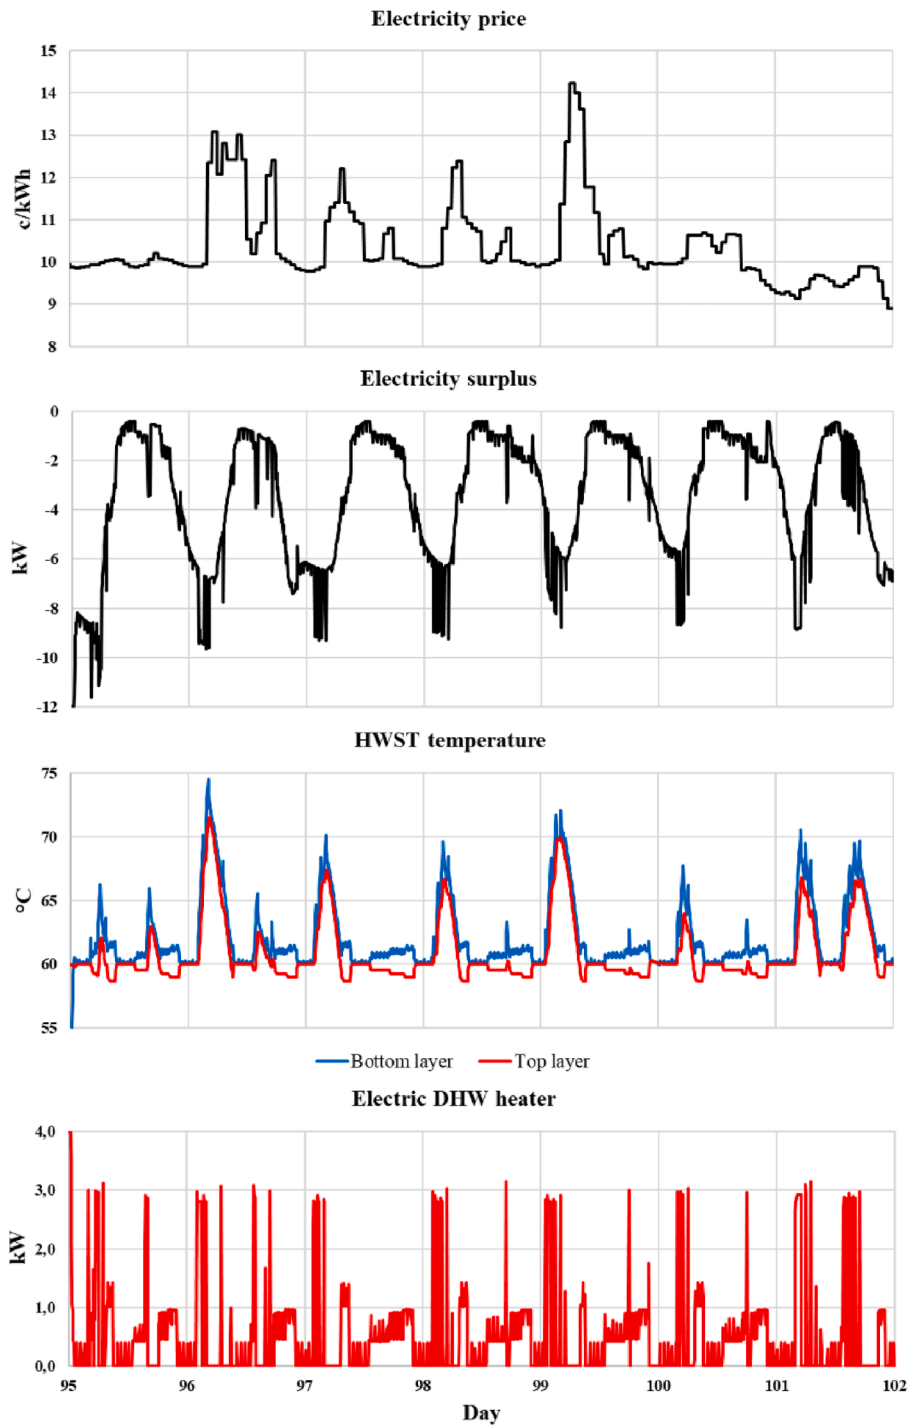 Electricity price
15
14
13
12
11
10
9
8
c/kWh
Electricity surplus
0
-2
-4
-6
-8
-10
-12
kW
HWST temperature
75
70
65
60
55
°C
Bottom layer Top layer
Electric DHW heater
4,0
3,0
2,0
1,0
0,0
kW
95 96 97 98 99 100 101 102
Day